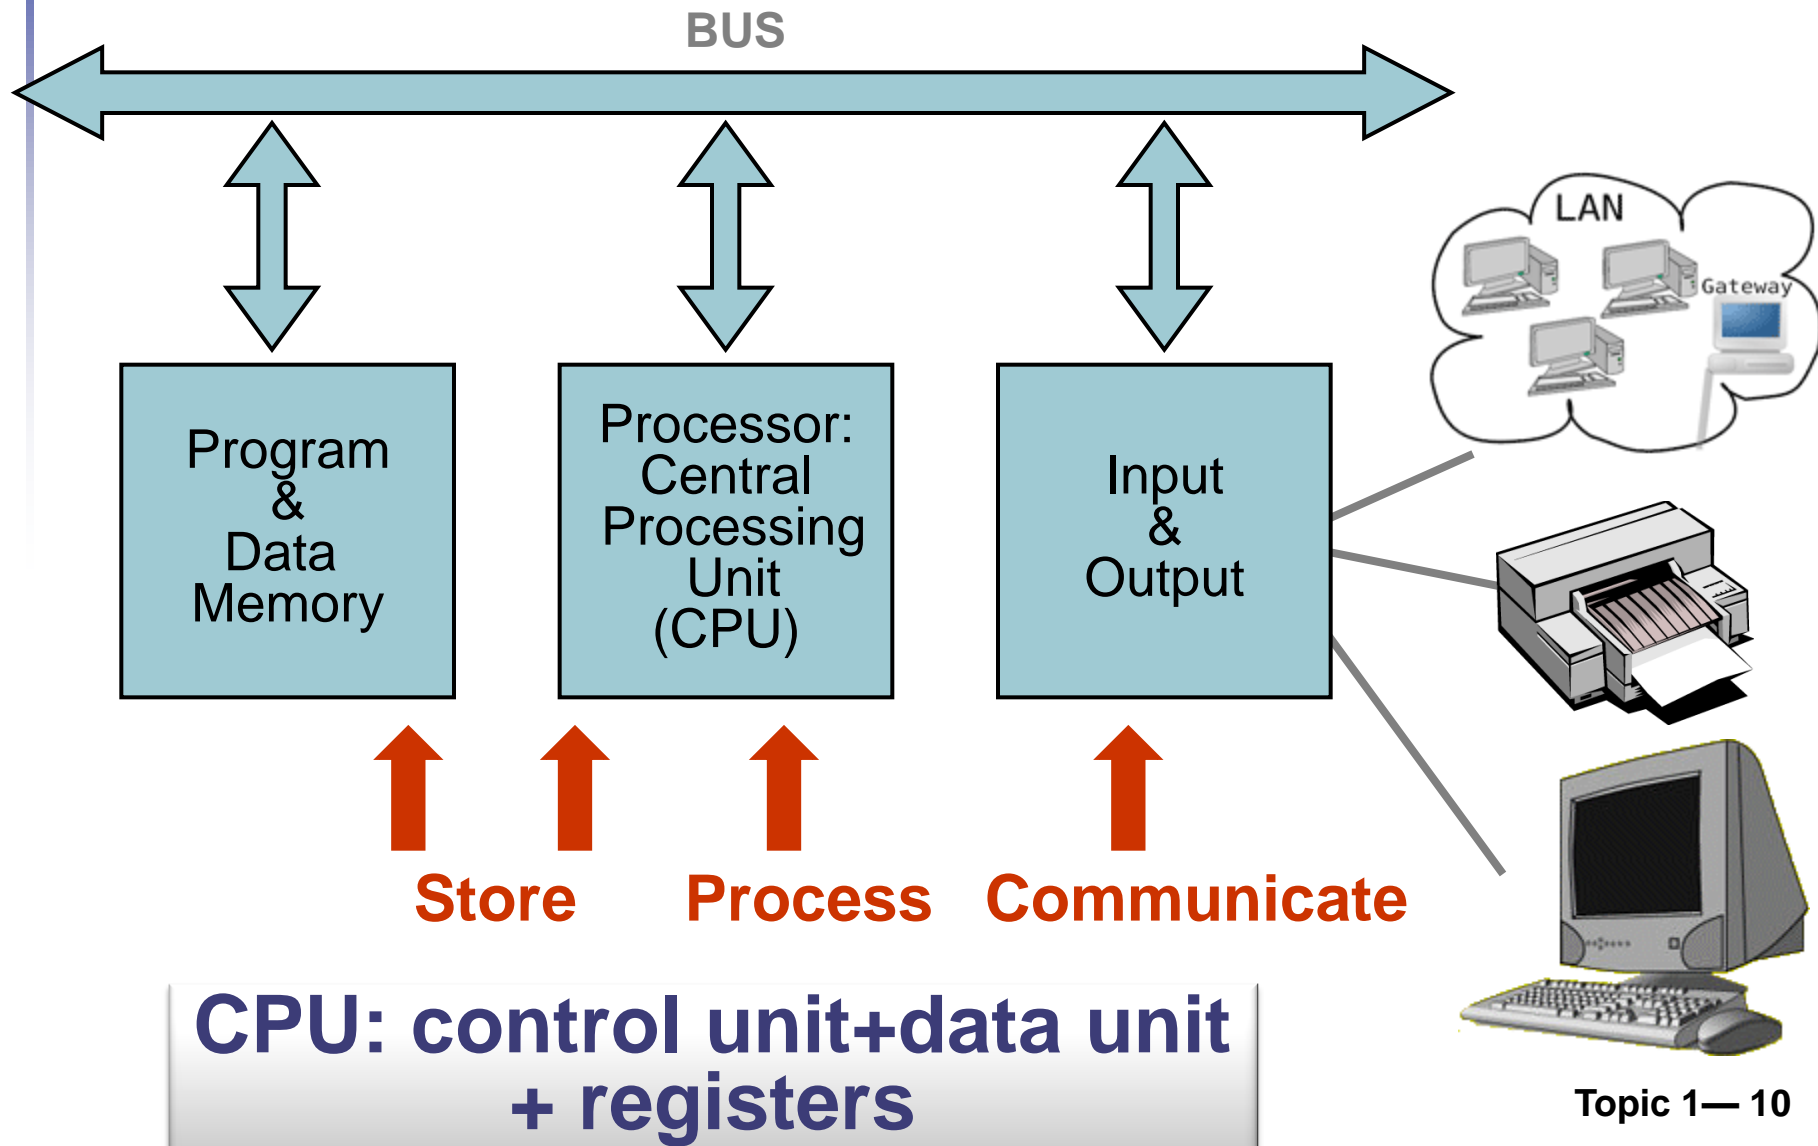 BUS
LAN
Gateway
Program
&
Data
Memory
Processor:
Central
Processing
Unit
(CPU)
Input
&
Output
Store
Process
Communicate
CPU: control unit+data unit
+ registers
Topic 1— 10